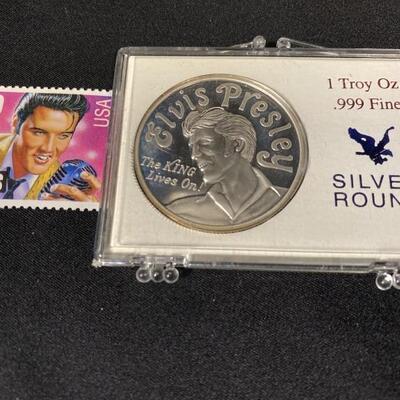 USA
Elvis Presley
The KING
Lives On!
1 Troy Oz
.999 Fine
SILVE
ROUN